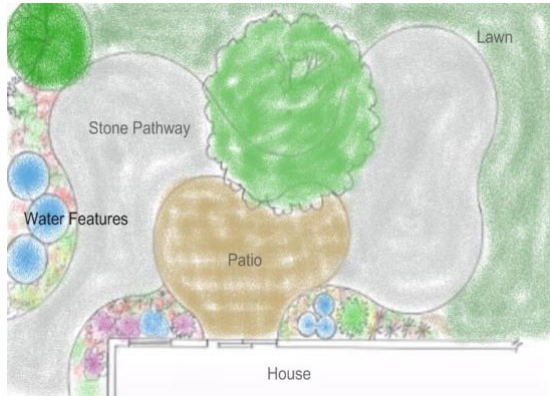 Lawn
Stone Pathway
Water Features
Patio
House